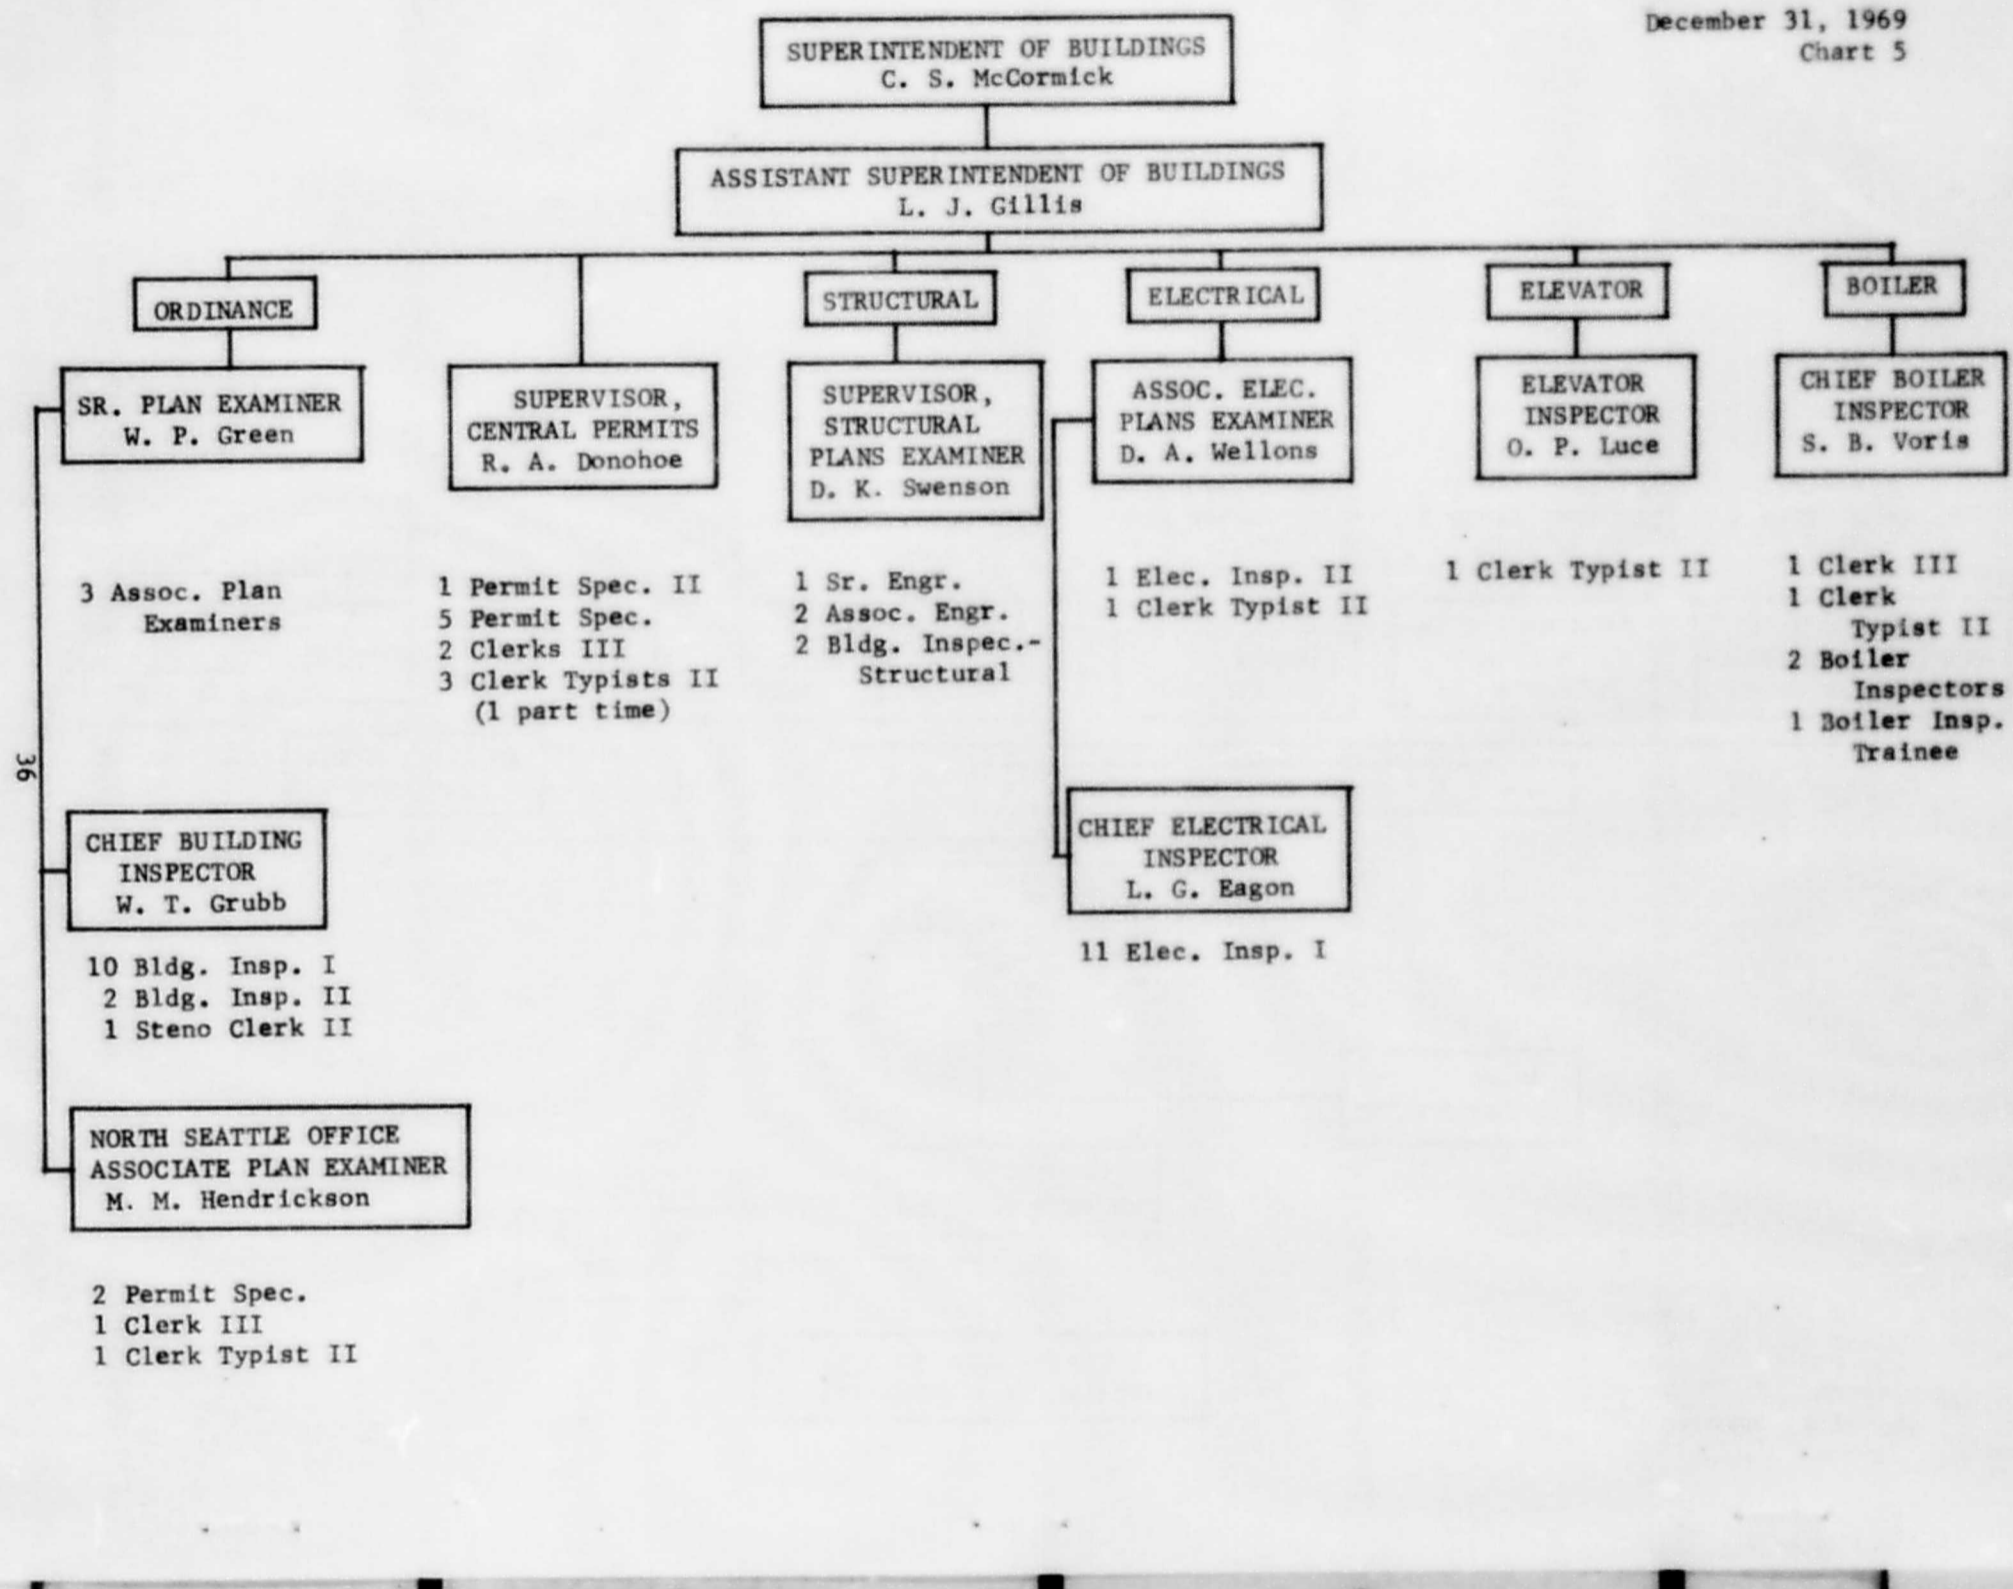 December 31, 1969
Chart 5
SUPERINTENDENT OF BUILDINGS
C. S. McCormick
ASSISTANT SUPERINTENDENT OF BUILDINGS
L. J. Gillis
ORDINANCE
SR. PLAN EXAMINER
W. P. Green
3 Assoc. Plan
Examiners
CHIEF BUILDING
INSPECTOR
W. T. Grubb
10 Bldg. Insp. I
2 Bldg. Insp. II
1 Steno Clerk II
NORTH SEATTLE OFFICE
ASSOCIATE PLAN EXAMINER
M. M. Hendrickson
2 Permit Spec.
1 Clerk III
1 Clerk Typist II
SUPERVISOR,
CENTRAL PERMITS
R. A. Donohoe
1 Permit Spec. II
5 Permit Spec.
2 Clerks III
3 Clerk Typists II
(1 part time)
STRUCTURAL
SUPERVISOR,
STRUCTURAL
PLANS EXAMINER
D. K. Swenson
1 Sr. Engr.
2 Assoc. Engr.
2 Bldg. Inspec.-
Structural
ELECTRICAL
ASSOC. ELEC.
PLANS EXAMINER
D. A. Wellons
1 Elec. Insp. II
1 Clerk Typist II
CHIEF ELECTRICAL
INSPECTOR
L. G. Eagon
11 Elec. Insp. I
ELEVATOR
ELEVATOR
INSPECTOR
O. P. Luce
1 Clerk Typist II
BOILER
CHIEF BOILER
INSPECTOR
S. B. Voris
1 Clerk III
1 Clerk
Typist II
2 Boiler
Inspectors
1 Boiler Insp.
Trainee
36